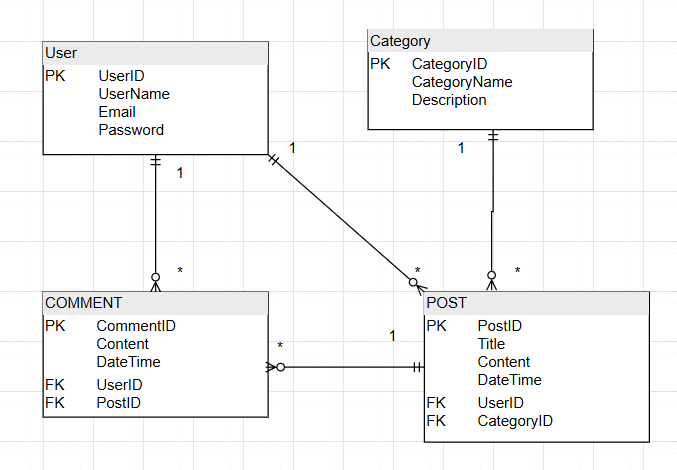 User
PK UserID
UserName
Email
Password
Category
PK CategoryID
CategoryName
Description
1
1
1
*
*
*
COMMENT
PK CommentID
Content
DateTime
FK UserID
FK PostID
*
1
POST
PK PostID
Title
Content
DateTime
FK UserID
FK CategoryID